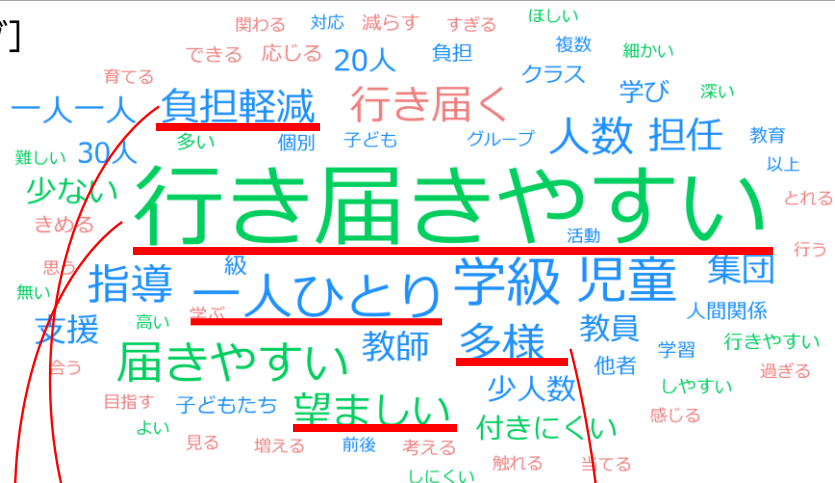 ほしい
関わる 対応 減らす すぎる
]
できる 応じる 20人 負担 複数 細かい
育てる クラス
一人一人 負担軽減 行き届く 学び 深い
多い 個別 子ども グループ 人数 担任 教育
難しい 30人 以上
少ない 行き届きやすい とれる
きめる 活動
思う 級 行う
無い 指導 一人ひとり 学級 児童 集団
学ぶ 人間関係
支援 高い 教師 多様 教員 学習 行きやすい
合う 届きやすい 他者 過ぎる
目指す 子どもたち 望ましい 少人数 しやすい
よい 付きにくい 感じる
見る 増える 前後 考える
触れる 当てる
しにくい